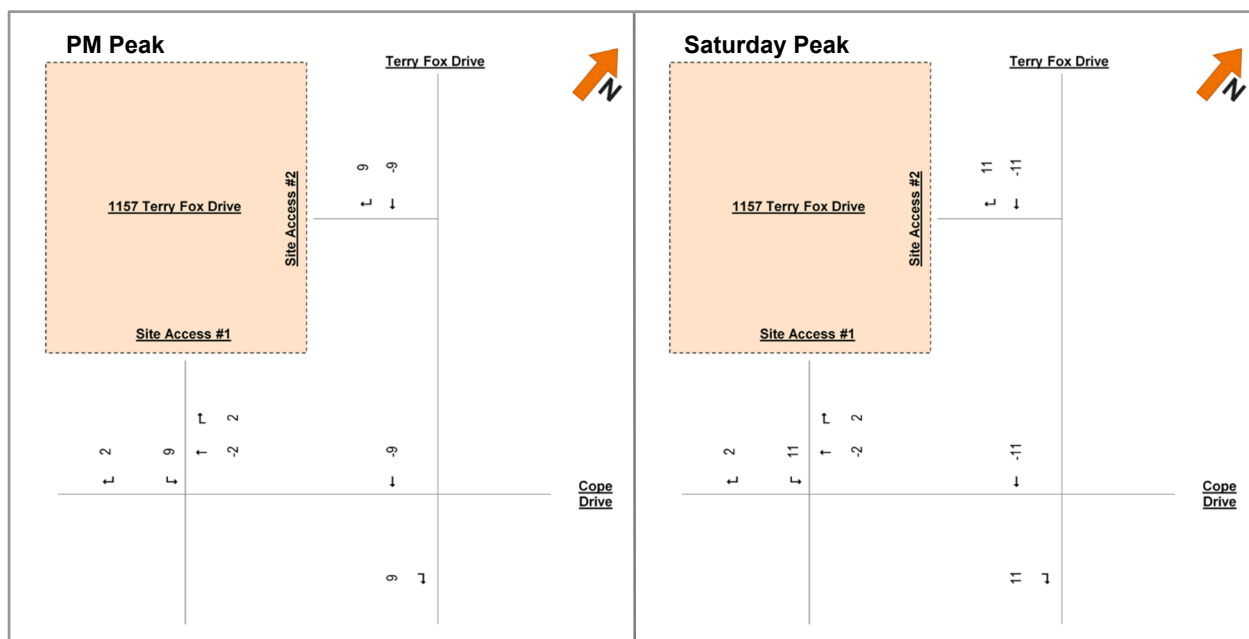 PM Peak
Terry Fox Drive
N
9
-9
Site Access #2
1157 Terry Fox Drive
Site Access #1
2
9
2
-2
-9
Cope
Drive
9
Saturday Peak
Terry Fox Drive
N
11
-11
Site Access #2
1157 Terry Fox Drive
Site Access #1
2
11
2
-2
-11
Cope
Drive
11